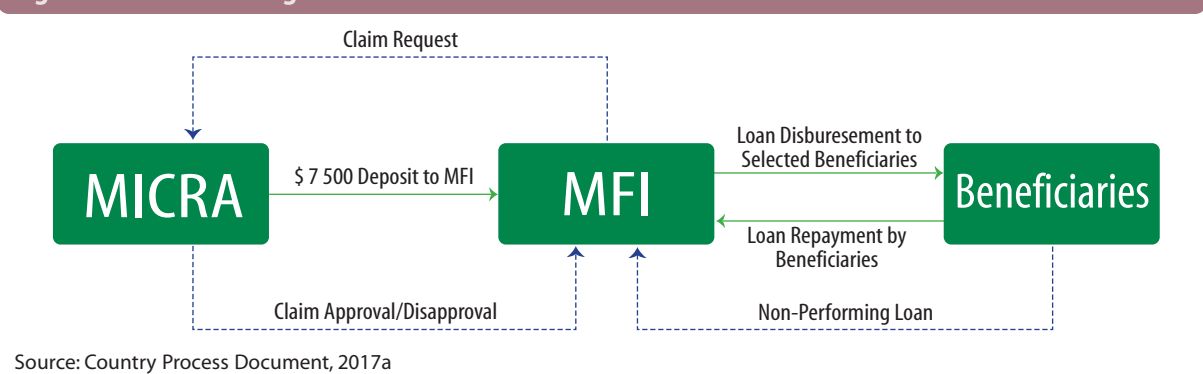 Claim Request
Loan Disburesement to
Selected Beneficiaries
$ 7 500 Deposit to MFI
MICRA
MFI
Beneficiaries
Loan Repayment by
Beneficiaries
Claim Approval/Disapproval
Non-Performing Loan
Source: Country Process Document, 2017a